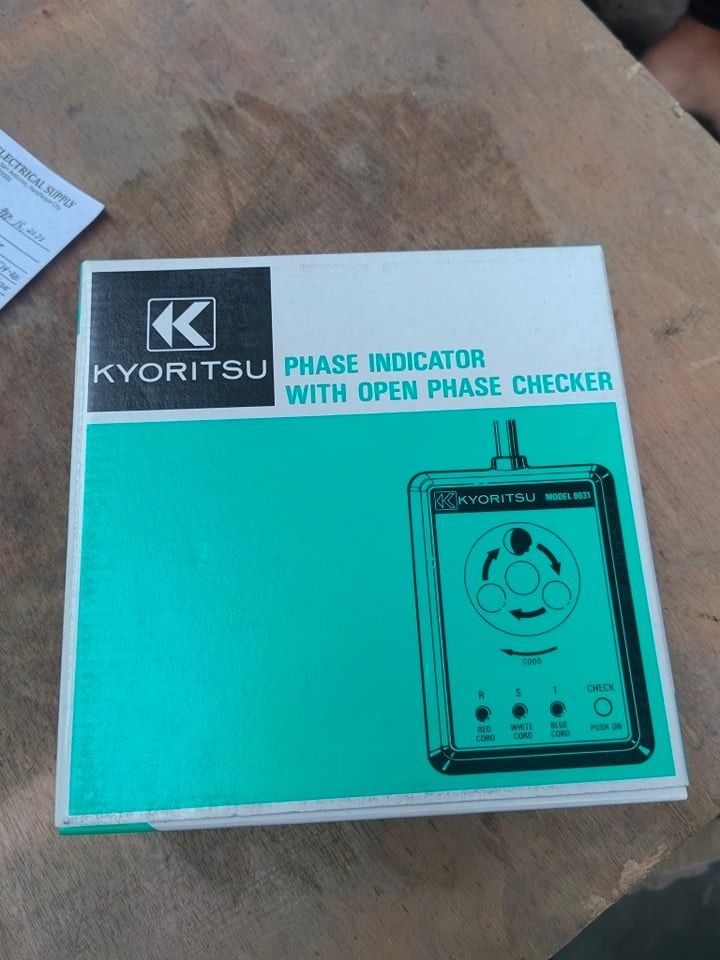 ELECTRICAL SUPPLY
KYORITSU
PHASE INDICATOR
WITH OPEN PHASE CHECKER
KYORITSU MODEL 8031
GOOD
R S T CHECK
RED CORD
WHITE CORD
BLUE CORD
PUSH ON